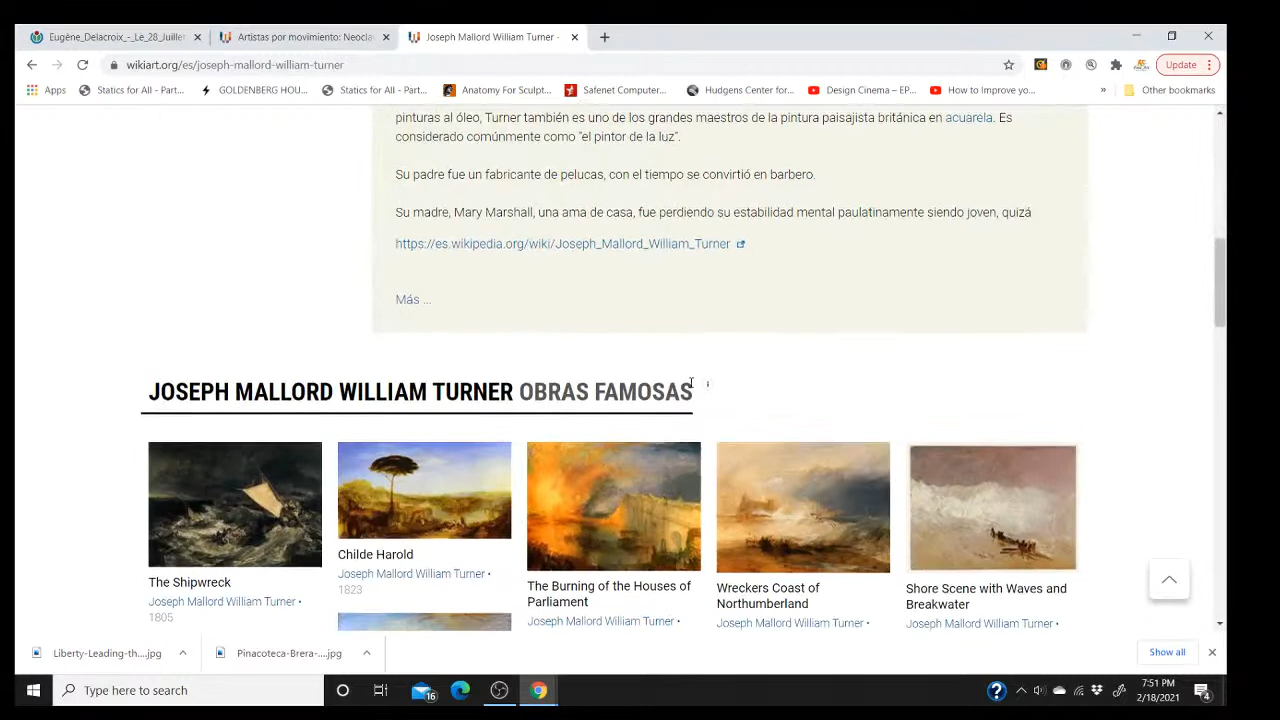 Eugène_Delacroix_-_Le_28_Juillet
Artistas por movimiento: Neocla
Joseph Mallord William Turner -
wikiart.org/es/joseph-mallord-william-turner
Update
Apps
Statics for All - Part...
GOLDENBERG HOU...
Statics for All - Part...
Anatomy For Sculpt...
Safenet Computer...
Hudgens Center for...
Design Cinema – EP...
How to Improve yo...
»
Other bookmarks
pinturas al óleo, Turner también es uno de los grandes maestros de la pintura paisajista británica en acuarela. Es
considerado comúnmente como "el pintor de la luz".
Su padre fue un fabricante de pelucas, con el tiempo se convirtió en barbero.
Su madre, Mary Marshall, una ama de casa, fue perdiendo su estabilidad mental paulatinamente siendo joven, quizá
https://es.wikipedia.org/wiki/Joseph_Mallord_William_Turner
Más ...
JOSEPH MALLORD WILLIAM TURNER OBRAS FAMOSAS
The Shipwreck
Joseph Mallord William Turner •
1805
Childe Harold
Joseph Mallord William Turner •
1823
The Burning of the Houses of
Parliament
Joseph Mallord William Turner •
Wreckers Coast of
Northumberland
Joseph Mallord William Turner •
Shore Scene with Waves and
Breakwater
Joseph Mallord William Turner •
Liberty-Leading-th....jpg
Pinacoteca-Brera-....jpg
Show all
Type here to search
16
7:51 PM
2/18/2021
4